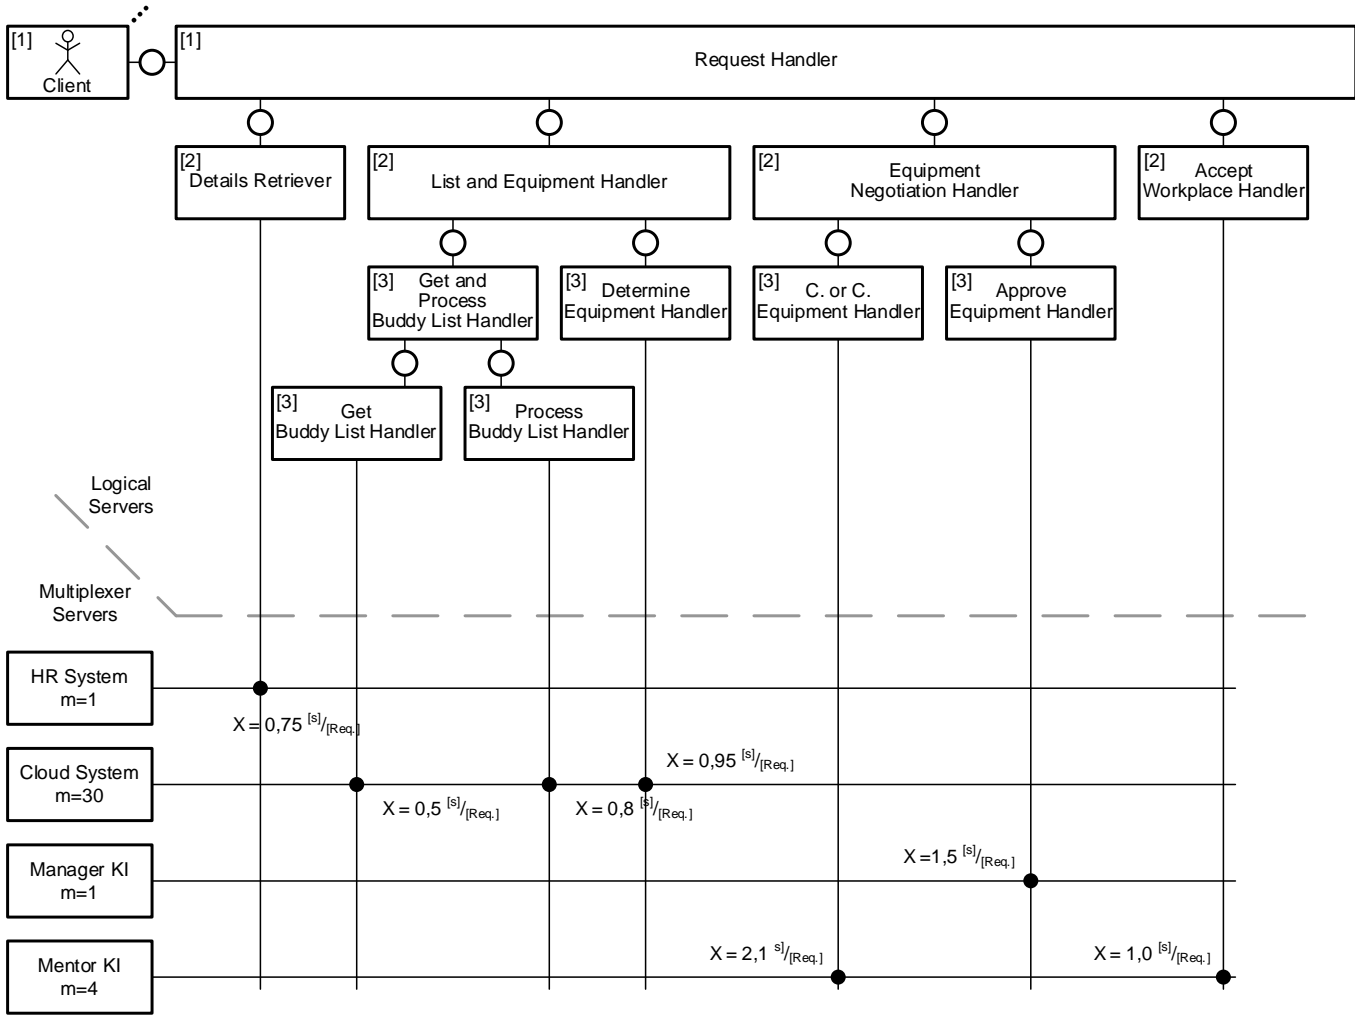 [1]
Client
[1]
Request Handler
[2]
Details Retriever
[2]
List and Equipment Handler
[2]
Equipment
Negotiation Handler
[2]
Accept
Workplace Handler
[3]
Get and
Process
Buddy List Handler
[3]
Determine
Equipment Handler
[3]
C. or C.
Equipment Handler
[3]
Approve
Equipment Handler
[3]
Get
Buddy List Handler
[3]
Process
Buddy List Handler
Logical
Servers
Multiplexer
Servers
HR System
m=1
X = 0,75 [s]/[Req.]
Cloud System
m=30
X = 0,5 [s]/[Req.]
X = 0,8 [s]/[Req.]
X = 0,95 [s]/[Req.]
Manager KI
m=1
X =1,5 [s]/[Req.]
Mentor KI
m=4
X = 2,1 s]/[Req.]
X = 1,0 [s]/[Req.]